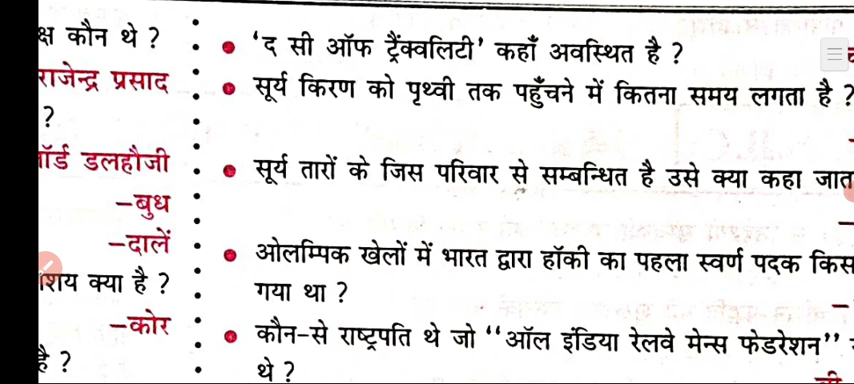 कौन थे ?
राजेन्द्र प्रसाद
?
लॉर्ड डलहौजी
–बुध
–दालें
क्या है ?
–कोर
है ?
‘द सी ऑफ ट्रैंक्वलिटी’ कहाँ अवस्थित है ?
सूर्य किरण को पृथ्वी तक पहुँचने में कितना समय लगता है ?
सूर्य तारों के जिस परिवार से सम्बन्धित है उसे क्या कहा जात
ओलम्पिक खेलों में भारत द्वारा हॉकी का पहला स्वर्ण पदक किस
गया था ?
कौन-से राष्ट्रपति थे जो ‘‘ऑल इंडिया रेलवे मेन्स फेडरेशन’’
थे ?